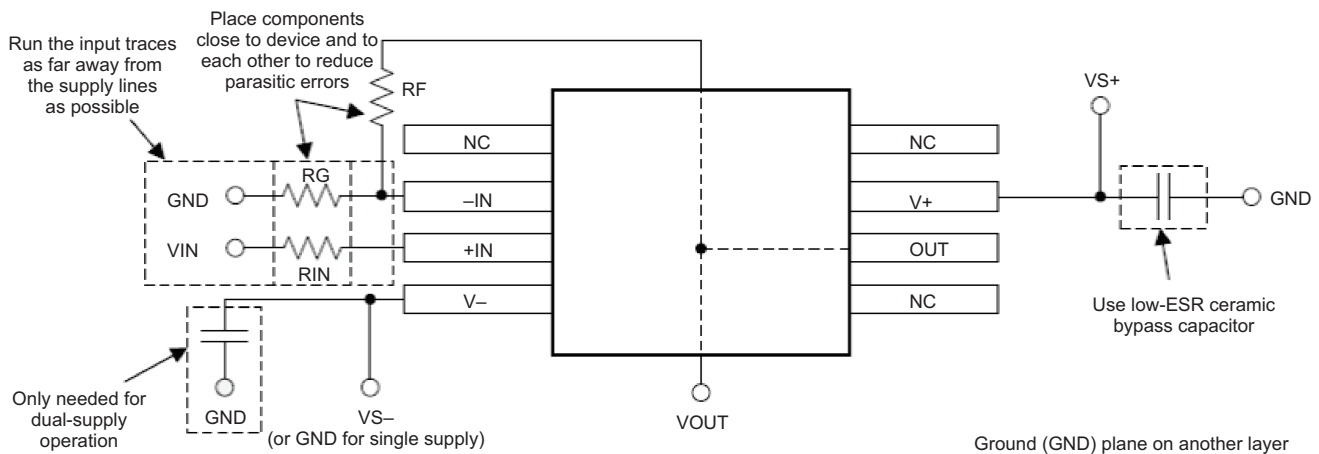 Place components
close to device and to
each other to reduce
parasitic errors
Run the input traces
as far away from
the supply lines
as possible
RF
VS+
NC
NC
RG
GND
–IN
V+
GND
VIN
+IN
OUT
RIN
V–
NC
Use low-ESR ceramic
bypass capacitor
Only needed for
dual-supply
operation
GND
VS–
(or GND for single supply)
VOUT
Ground (GND) plane on another layer